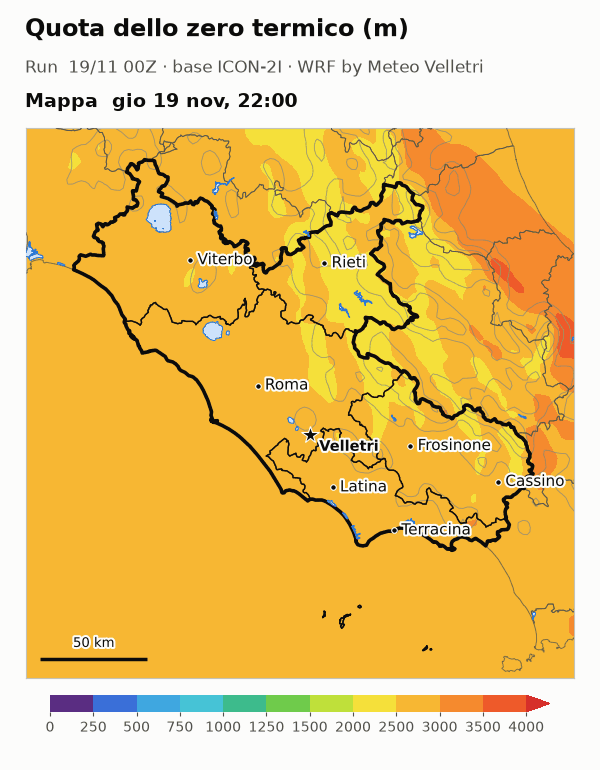 Quota dello zero termico (m)
Run  19/11 00Z · base ICON-2I · WRF by Meteo Velletri
Mappa  gio 19 nov, 22:00
Viterbo
Rieti
Roma
Velletri
Frosinone
Cassino
Latina
Terracina
50 km
0 250 500 750 1000 1250 1500 2000 2500 3000 3500 4000